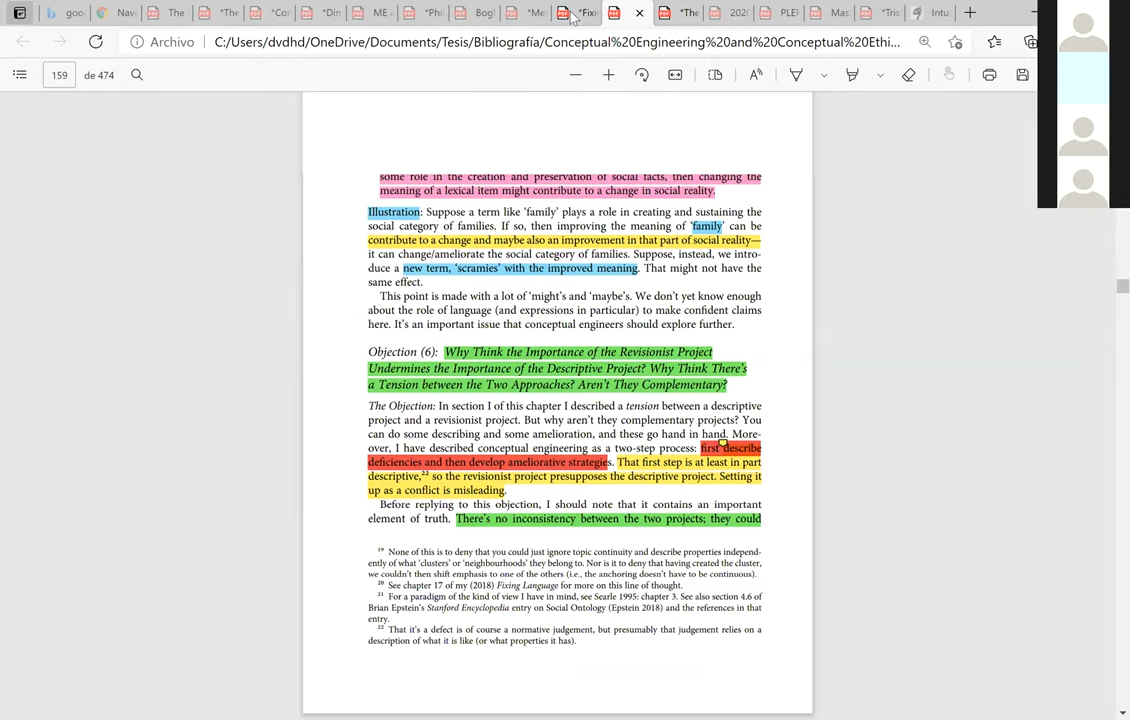 goo
Nav
The
*The
*Cor
*Din
ME
*Phi
Bog
*Me
*Fixi
*The
202
PLEF
Mas
*Tris
Intu
Archivo
C:/Users/dvdhd/OneDrive/Documents/Tesis/Bibliografía/Conceptual%20Engineering%20and%20Conceptual%20Ethi...
159 de 474
some role in the creation and preservation of social facts, then changing the
meaning of a lexical item might contribute to a change in social reality.
Illustration: Suppose a term like ‘family’ plays a role in creating and sustaining the
social category of families. If so, then improving the meaning of ‘family’ can be
contribute to a change and maybe also an improvement in that part of social reality—
it can change/ameliorate the social category of families. Suppose, instead, we intro-
duce a new term, ‘scramies’ with the improved meaning. That might not have the
same effect.
This point is made with a lot of ‘might’s and ‘maybe’s. We don’t yet know enough
about the role of language (and expressions in particular) to make confident claims
here. It’s an important issue that conceptual engineers should explore further.
Objection (6): Why Think the Importance of the Revisionist Project
Undermines the Importance of the Descriptive Project? Why Think There’s
a Tension between the Two Approaches? Aren’t They Complementary?
The Objection: In section I of this chapter I described a tension between a descriptive
project and a revisionist project. But why aren’t they complementary projects? You
can do some describing and some amelioration, and these go hand in hand. More-
over, I have described conceptual engineering as a two-step process: first describe
deficiencies and then develop ameliorative strategies. That first step is at least in part
descriptive,²² so the revisionist project presupposes the descriptive project. Setting it
up as a conflict is misleading.
Before replying to this objection, I should note that it contains an important
element of truth. There’s no inconsistency between the two projects; they could
¹⁹ None of this is to deny that you could just ignore topic continuity and describe properties independ-
ently of what ‘clusters’ or ‘neighbourhoods’ they belong to. Nor is it to deny that having created the cluster,
we couldn’t then shift emphasis to one of the others (i.e., the anchoring doesn’t have to be continuous).
²⁰ See chapter 17 of my (2018) Fixing Language for more on this line of thought.
²¹ For a paradigm of the kind of view I have in mind, see Searle 1995: chapter 3. See also section 4.6 of
Brian Epstein’s Stanford Encyclopedia entry on Social Ontology (Epstein 2018) and the references in that
entry.
²² That it’s a defect is of course a normative judgement, but presumably that judgement relies on a
description of what it is like (or what properties it has).